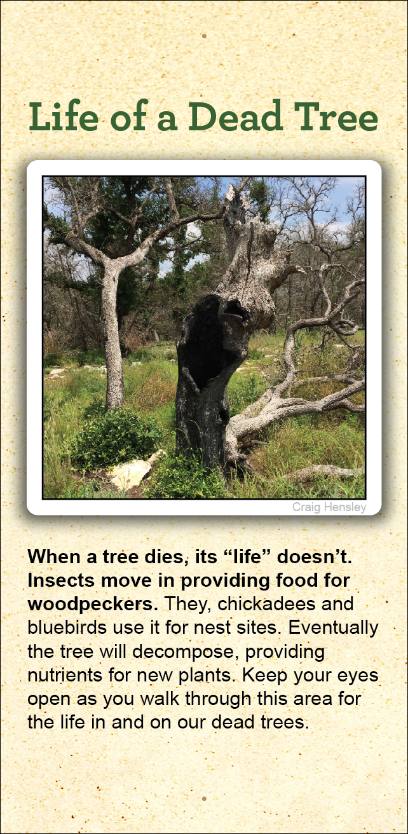 Life of a Dead Tree
Craig Hensley
When a tree dies, its “life” doesn’t.
Insects move in providing food for
woodpeckers. They, chickadees and
bluebirds use it for nest sites. Eventually
the tree will decompose, providing
nutrients for new plants. Keep your eyes
open as you walk through this area for
the life in and on our dead trees.